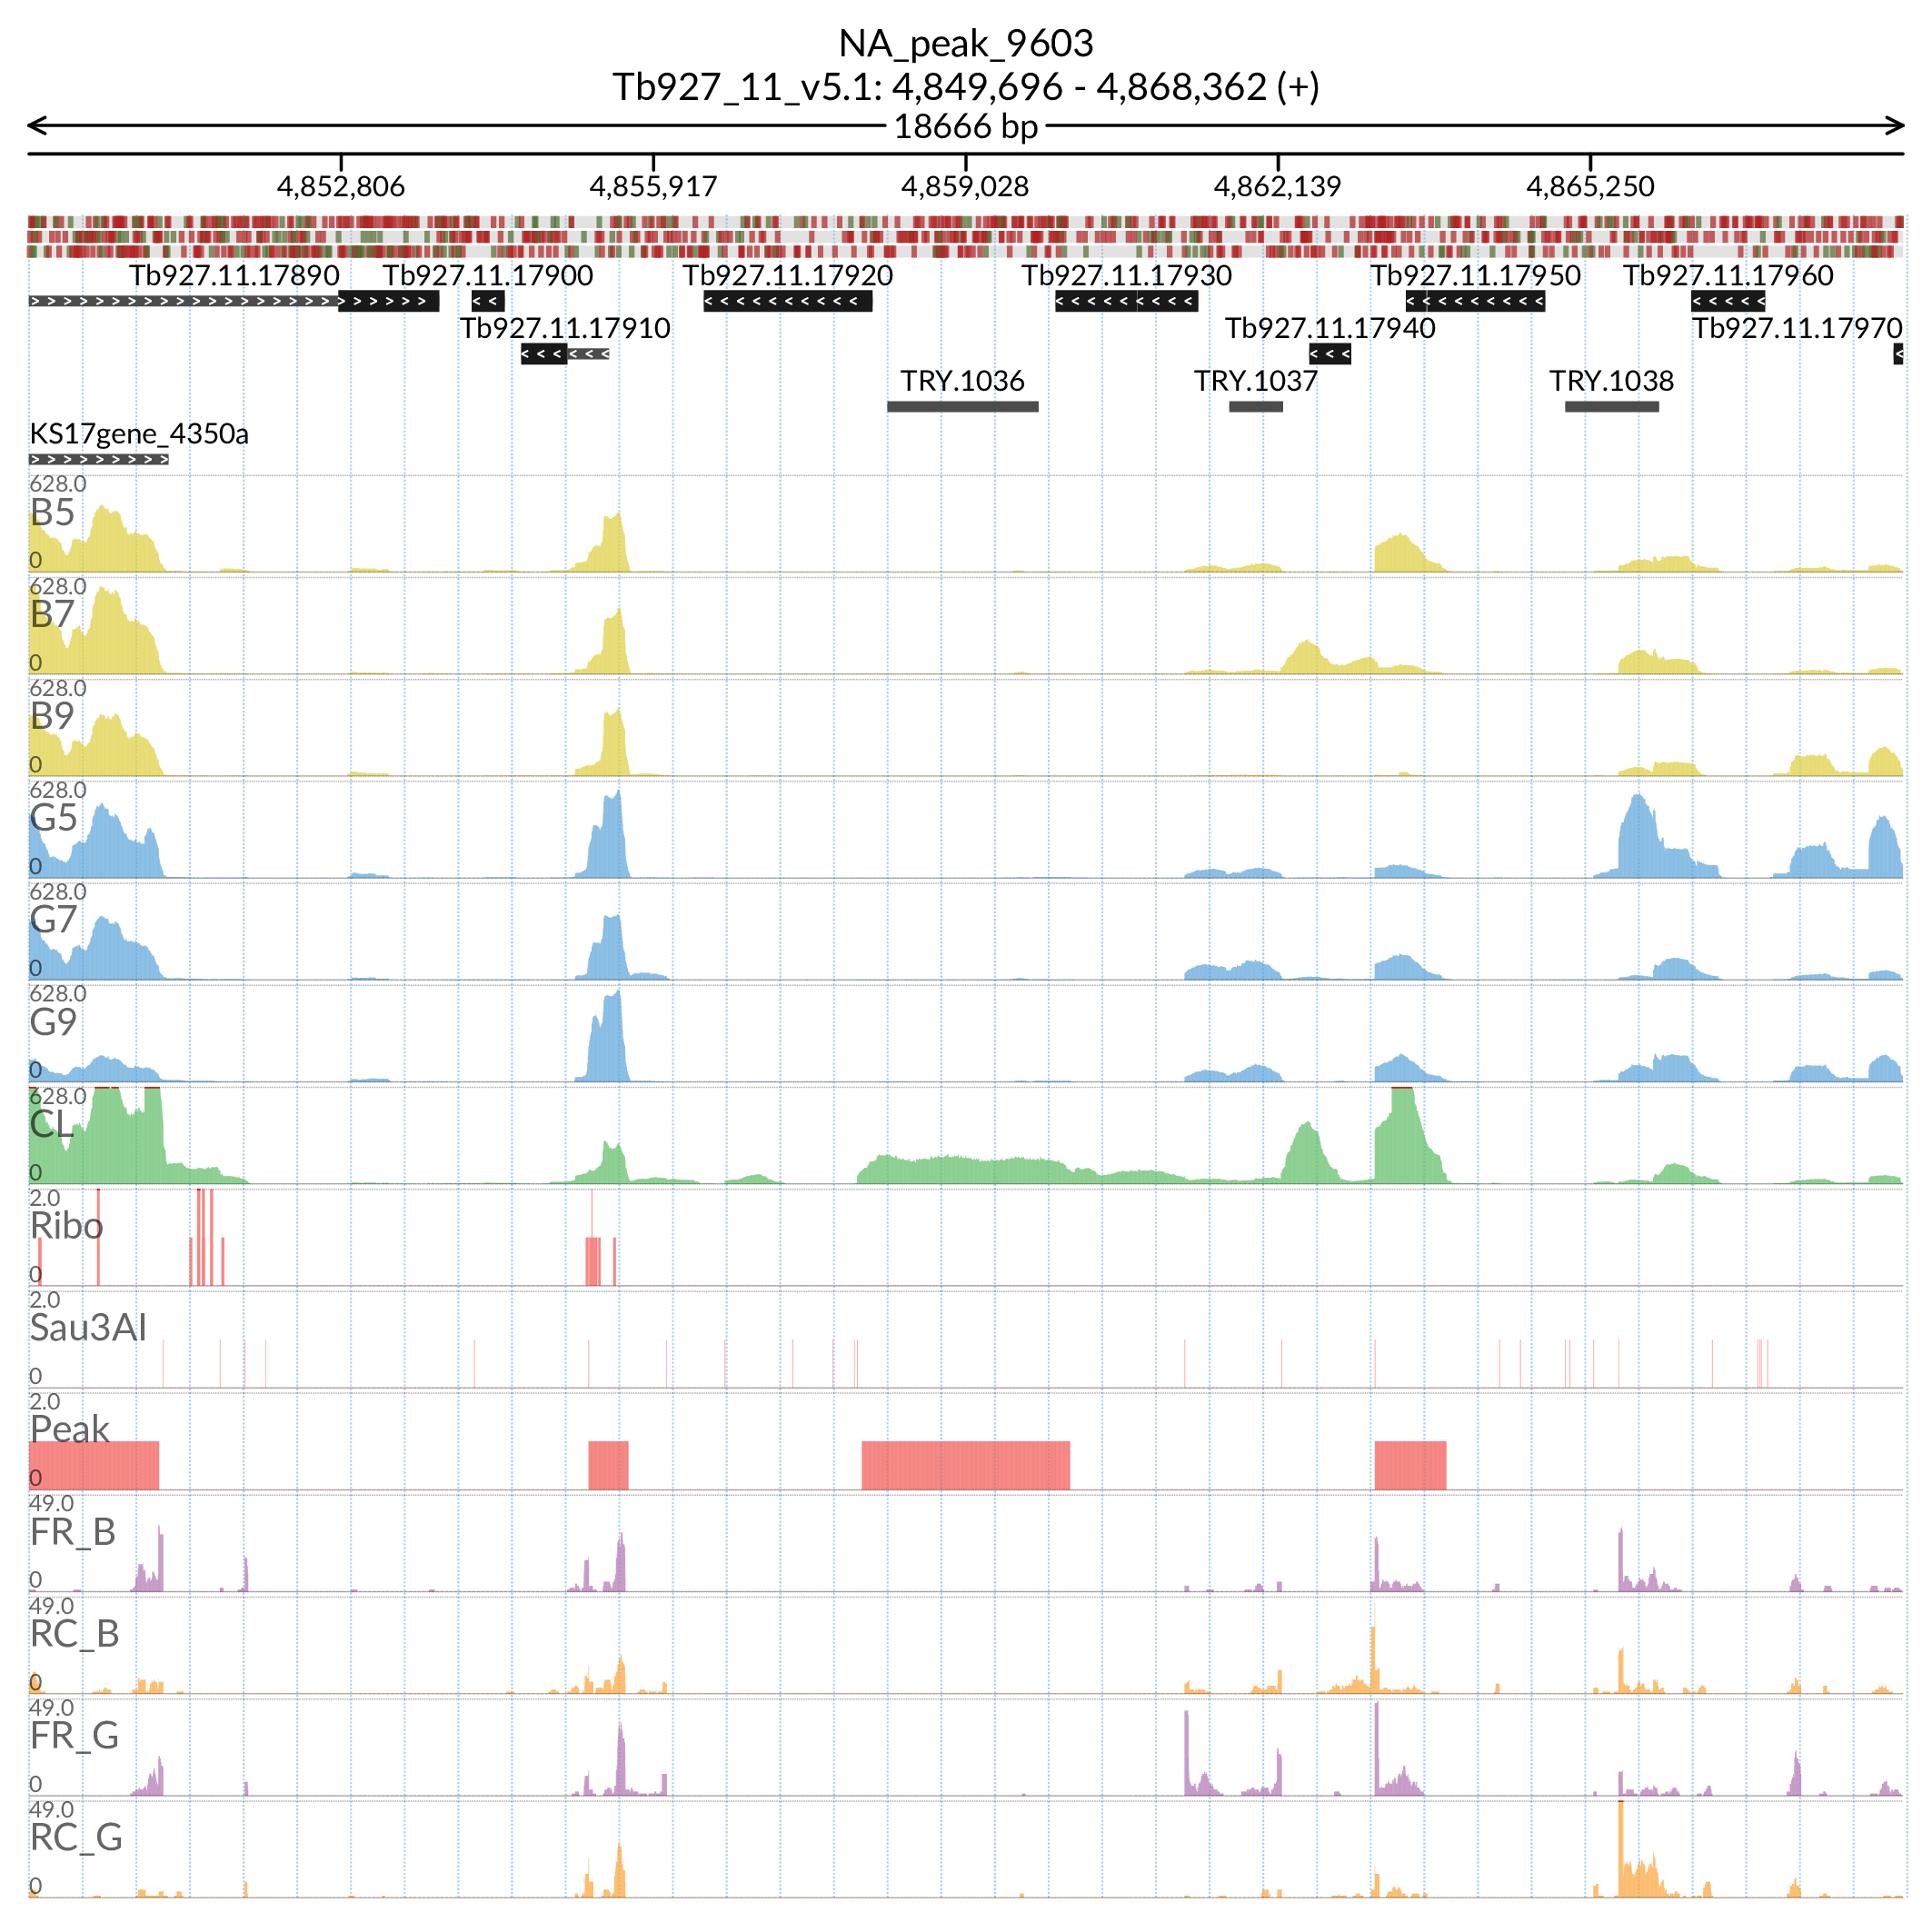 NA_peak_9603
Tb927_11_v5.1: 4,849,696 - 4,868,362 (+)
18666 bp
4,852,806 4,855,917 4,859,028 4,862,139 4,865,250
Tb927.11.17890 Tb927.11.17900 Tb927.11.17920 Tb927.11.17930 Tb927.11.17950 Tb927.11.17960
Tb927.11.17910 Tb927.11.17940 Tb927.11.17970
TRY.1036 TRY.1037 TRY.1038
KS17gene_4350a
628.0
B5
0
628.0
B7
0
628.0
B9
0
628.0
G5
0
628.0
G7
0
628.0
G9
0
628.0
CL
0
2.0
Ribo
0
2.0
Sau3AI
0
2.0
Peak
0
49.0
FR_B
0
49.0
RC_B
0
49.0
FR_G
0
49.0
RC_G
0